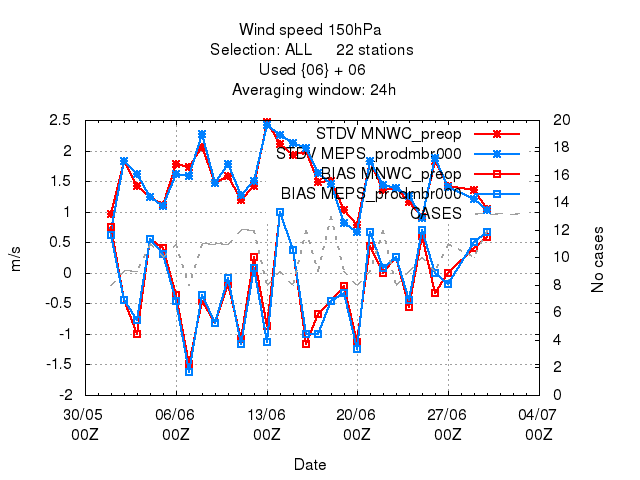 Wind speed 150hPa
Selection: ALL 22 stations
Used {06} + 06
Averaging window: 24h
STDV MNWC_preop
STDV MEPS_prodmbr000
BIAS MNWC_preop
BIAS MEPS_prodmbr000
CASES
2.5
2
1.5
1
0.5
0
-0.5
-1
-1.5
-2
m/s
20
18
16
14
12
10
8
6
4
2
0
No cases
30/05 06/06 13/06 20/06 27/06 04/07
00Z 00Z 00Z 00Z 00Z 00Z
Date